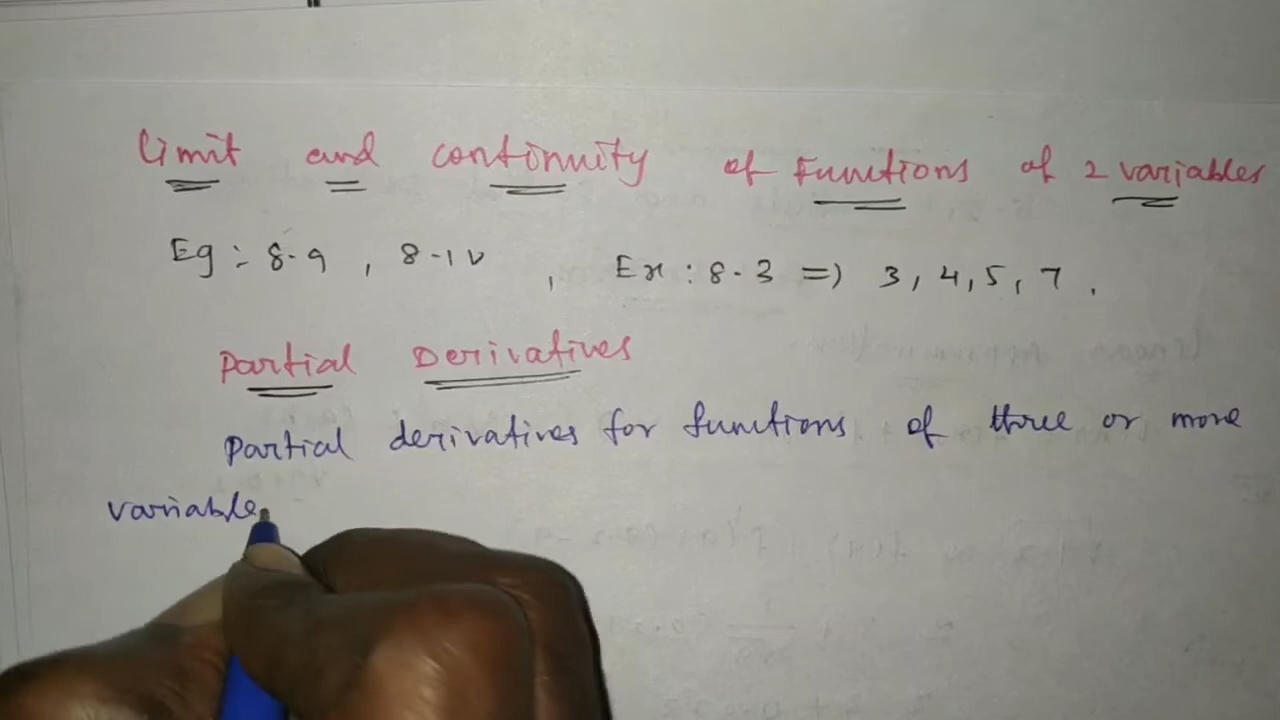 Limit and continuity of Functions of 2 variables
Eg:- 8.9 , 8.10 , Ex : 8.3 => 3, 4, 5, 7.
Partial Derivatives
Partial derivatives for functions of three or more
variable